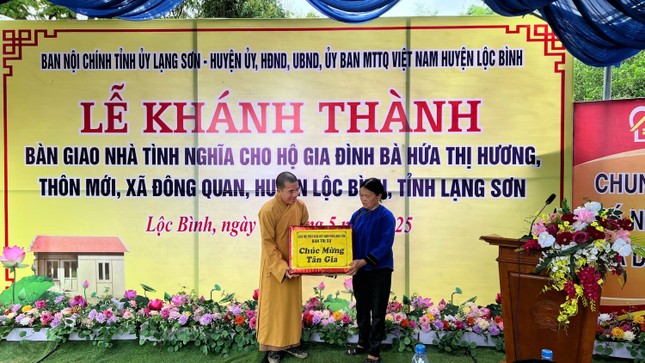 BAN NỘI CHÍNH TỈNH ỦY LẠNG SƠN - HUYỆN ỦY, HĐND, UBND, ỦY BAN MTTQ VIỆT NAM HUYỆN LỘC BÌNH
LỄ KHÁNH THÀNH
BÀN GIAO NHÀ TÌNH NGHĨA CHO HỘ GIA ĐÌNH BÀ HỨA THỊ HƯƠNG,
THÔN MỚI, XÃ ĐÔNG QUAN, HUYỆN LỘC BÌNH, TỈNH LẠNG SƠN
Lộc Bình, ngày 5
BAN TRỊ SỰ
Chúc Mừng
Tân Gia
CHUN